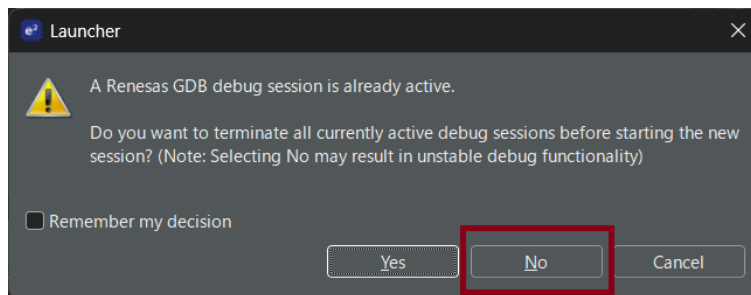 e² Launcher
A Renesas GDB debug session is already active.
Do you want to terminate all currently active debug sessions before starting the new
session? (Note: Selecting No may result in unstable debug functionality)
Remember my decision
Yes No Cancel